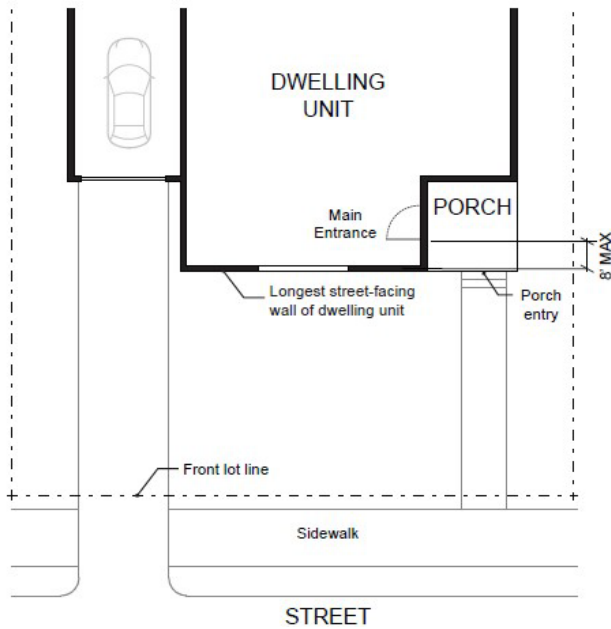 DWELLING
UNIT
Main
Entrance
PORCH
8' MAX
Longest street-facing
wall of dwelling unit
Porch
entry
Front lot line
Sidewalk
STREET